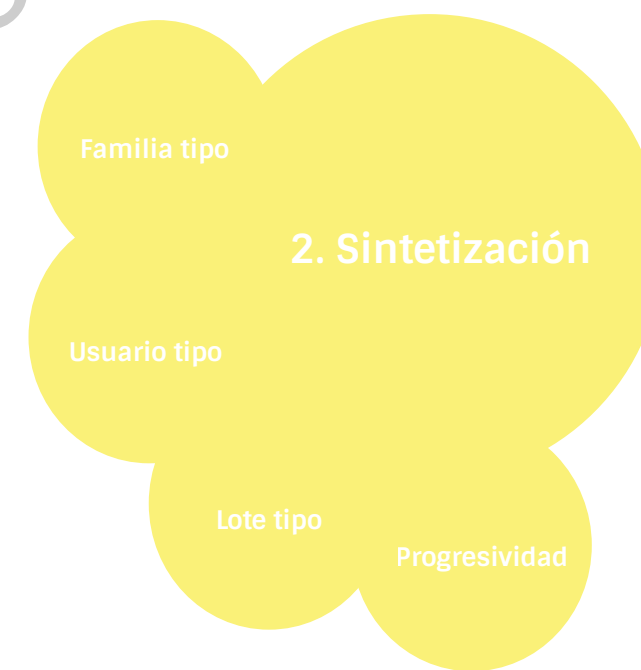 Familia tipo
2. Sintetización
Usuario tipo
Lote tipo
Progresividad